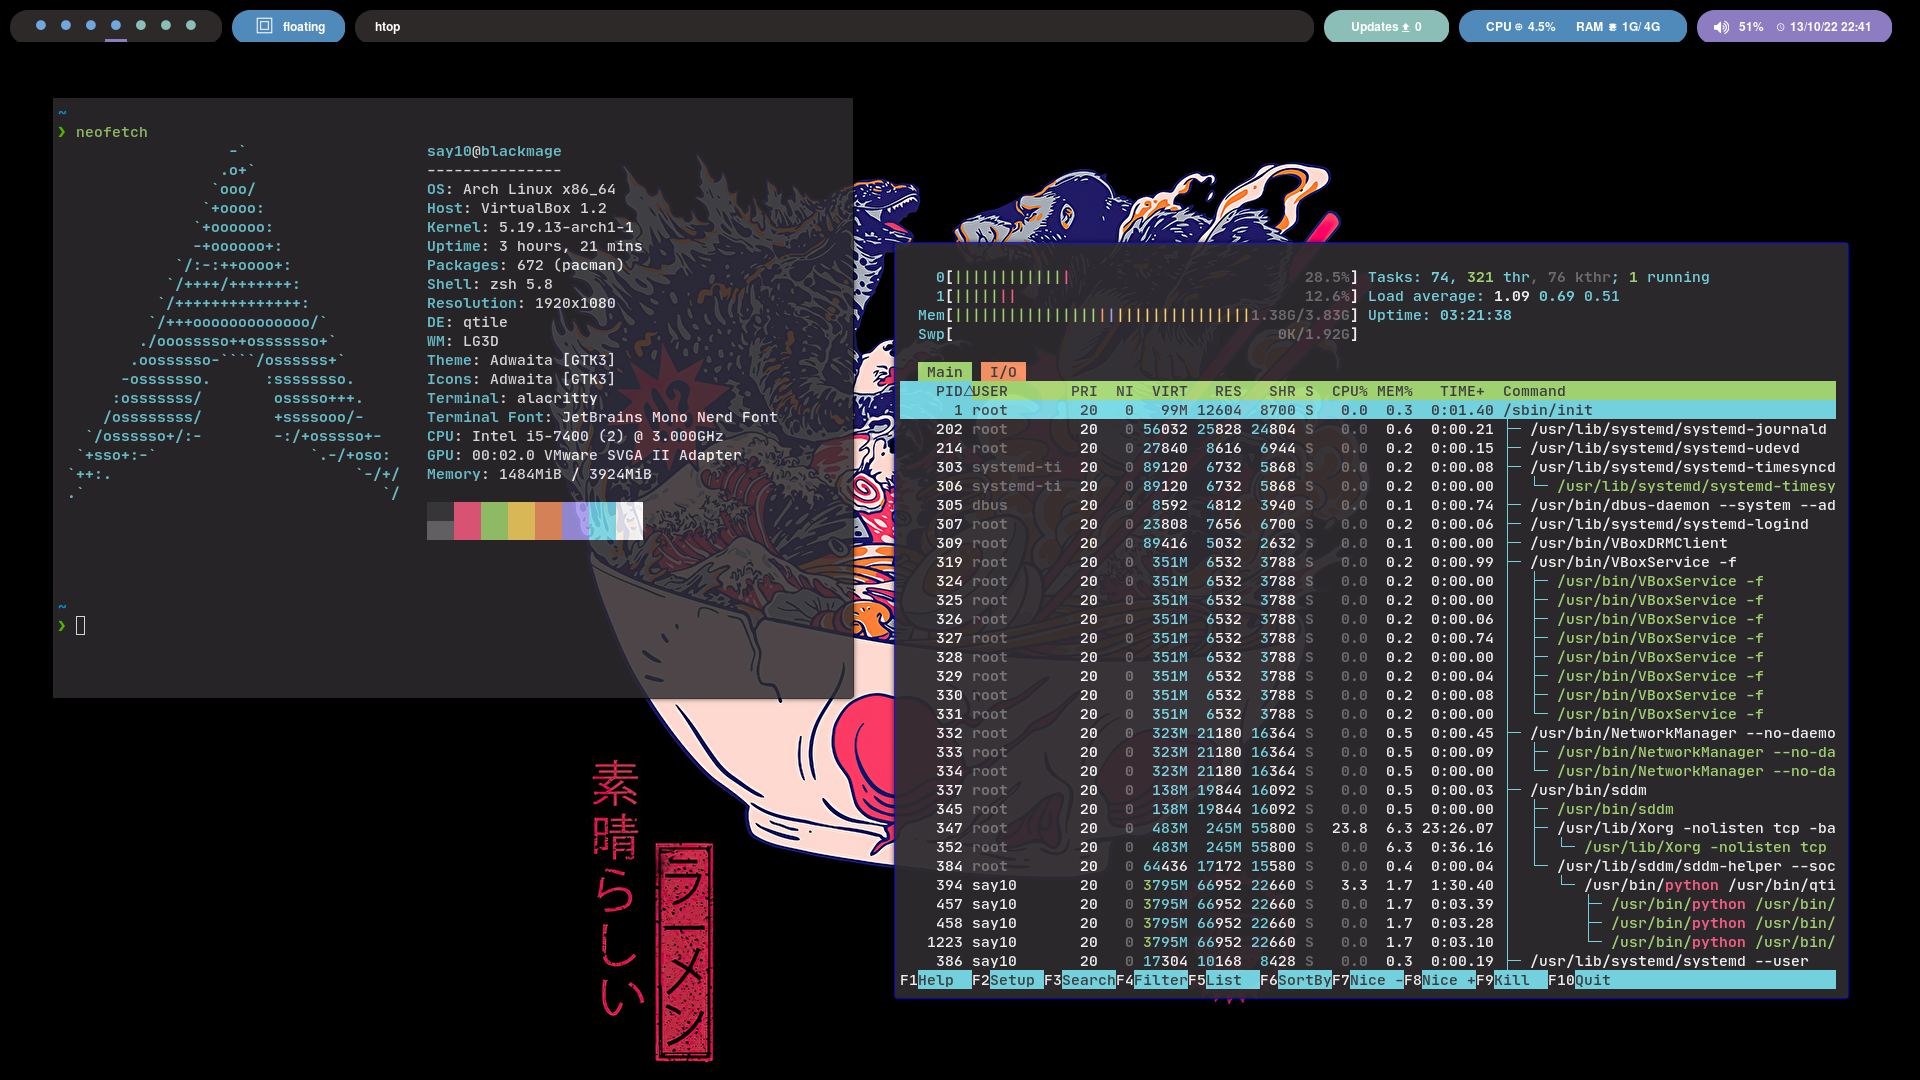 floating
htop
Updates 0
CPU 4.5% RAM 1G/ 4G
51% 13/10/22 22:41
~
❯ neofetch
-`
.o+`
`ooo/
`+oooo:
`+oooooo:
-+oooooo+:
`/:-:++oooo+:
`/++++/+++++++:
`/++++++++++++++:
`/+++ooooooooooooo/`
./ooosssso++osssssso+`
.oossssso-````/ossssss+`
-osssssso.      :ssssssso.
:osssssss/        osssso+++.
/ossssssss/        +ssssooo/-
`/ossssso+/:-        -:/+osssso+-
`+sso+:-`                 `.-/+oso:
`++:.                           `-/+/
.`                                 `/
say10@blackmage
---------------
OS: Arch Linux x86_64
Host: VirtualBox 1.2
Kernel: 5.19.13-arch1-1
Uptime: 3 hours, 21 mins
Packages: 672 (pacman)
Shell: zsh 5.8
Resolution: 1920x1080
DE: qtile
WM: LG3D
Theme: Adwaita [GTK3]
Icons: Adwaita [GTK3]
Terminal: alacritty
Terminal Font: JetBrains Mono Nerd Font
CPU: Intel i5-7400 (2) @ 3.000GHz
GPU: 00:02.0 VMware SVGA II Adapter
Memory: 1484MiB / 3924MiB
~
❯
0[||||||||||||| 28.5%] Tasks: 74, 321 thr, 76 kthr; 1 running
1[||||||| 12.6%] Load average: 1.09 0.69 0.51
Mem[|||||||||||||||||||||||||||||||||1.38G/3.83G] Uptime: 03:21:38
Swp[ 0K/1.92G]
Main I/O
PID△USER PRI NI VIRT RES SHR S CPU% MEM% TIME+ Command
1 root 20 0 99M 12604 8700 S 0.0 0.3 0:01.40 /sbin/init
202 root 20 0 56032 25828 24804 S 0.0 0.6 0:00.21 ├─ /usr/lib/systemd/systemd-journald
214 root 20 0 27840 8616 6944 S 0.0 0.2 0:00.15 ├─ /usr/lib/systemd/systemd-udevd
303 systemd-ti 20 0 89120 6732 5868 S 0.0 0.2 0:00.08 ├─ /usr/lib/systemd/systemd-timesyncd
306 systemd-ti 20 0 89120 6732 5868 S 0.0 0.2 0:00.00 │  └─ /usr/lib/systemd/systemd-timesy
305 dbus 20 0 8592 4812 3940 S 0.0 0.1 0:00.74 ├─ /usr/bin/dbus-daemon --system --ad
307 root 20 0 23808 7656 6700 S 0.0 0.2 0:00.06 ├─ /usr/lib/systemd/systemd-logind
309 root 20 0 89416 5032 2632 S 0.0 0.1 0:00.00 ├─ /usr/bin/VBoxDRMClient
319 root 20 0 351M 6532 3788 S 0.0 0.2 0:00.99 ├─ /usr/bin/VBoxService -f
324 root 20 0 351M 6532 3788 S 0.0 0.2 0:00.00 │  ├─ /usr/bin/VBoxService -f
325 root 20 0 351M 6532 3788 S 0.0 0.2 0:00.00 │  ├─ /usr/bin/VBoxService -f
326 root 20 0 351M 6532 3788 S 0.0 0.2 0:00.06 │  ├─ /usr/bin/VBoxService -f
327 root 20 0 351M 6532 3788 S 0.0 0.2 0:00.74 │  ├─ /usr/bin/VBoxService -f
328 root 20 0 351M 6532 3788 S 0.0 0.2 0:00.00 │  ├─ /usr/bin/VBoxService -f
329 root 20 0 351M 6532 3788 S 0.0 0.2 0:00.04 │  ├─ /usr/bin/VBoxService -f
330 root 20 0 351M 6532 3788 S 0.0 0.2 0:00.08 │  ├─ /usr/bin/VBoxService -f
331 root 20 0 351M 6532 3788 S 0.0 0.2 0:00.00 │  └─ /usr/bin/VBoxService -f
332 root 20 0 323M 21180 16364 S 0.0 0.5 0:00.45 ├─ /usr/bin/NetworkManager --no-daemo
333 root 20 0 323M 21180 16364 S 0.0 0.5 0:00.09 │  ├─ /usr/bin/NetworkManager --no-da
334 root 20 0 323M 21180 16364 S 0.0 0.5 0:00.00 │  └─ /usr/bin/NetworkManager --no-da
337 root 20 0 138M 19844 16092 S 0.0 0.5 0:00.03 ├─ /usr/bin/sddm
345 root 20 0 138M 19844 16092 S 0.0 0.5 0:00.00 │  ├─ /usr/bin/sddm
347 root 20 0 483M 245M 55800 S 23.8 6.3 23:26.07 │  ├─ /usr/lib/Xorg -nolisten tcp -ba
352 root 20 0 483M 245M 55800 S 0.0 6.3 0:36.16 │  │  └─ /usr/lib/Xorg -nolisten tcp
384 root 20 0 64436 17172 15580 S 0.0 0.4 0:00.04 │  └─ /usr/lib/sddm/sddm-helper --soc
394 say10 20 0 3795M 66952 22660 S 3.3 1.7 1:30.40 │     └─ /usr/bin/python /usr/bin/qti
457 say10 20 0 3795M 66952 22660 S 0.0 1.7 0:03.39 │        ├─ /usr/bin/python /usr/bin/
458 say10 20 0 3795M 66952 22660 S 0.0 1.7 0:03.28 │        ├─ /usr/bin/python /usr/bin/
1223 say10 20 0 3795M 66952 22660 S 0.0 1.7 0:03.10 │        └─ /usr/bin/python /usr/bin/
386 say10 20 0 17304 10168 8428 S 0.0 0.3 0:00.19 ├─ /usr/lib/systemd/systemd --user
F1Help F2Setup F3SearchF4FilterF5List F6SortByF7Nice -F8Nice +F9Kill F10Quit
素晴らしい
ラーメン